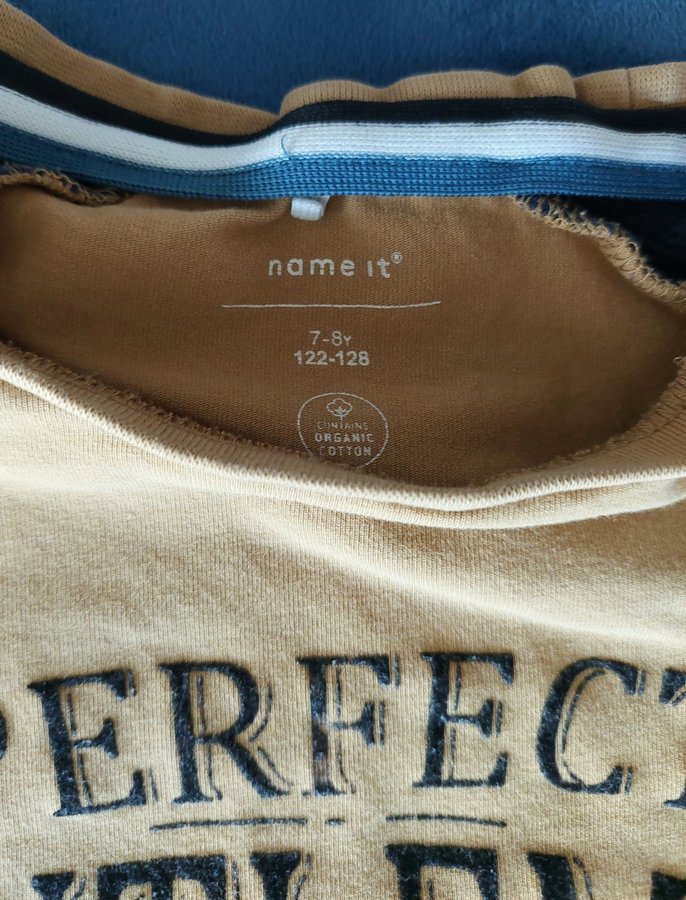 name it®
7-8Y
122-128
CONTAINS
ORGANIC
COTTON
PERFECT